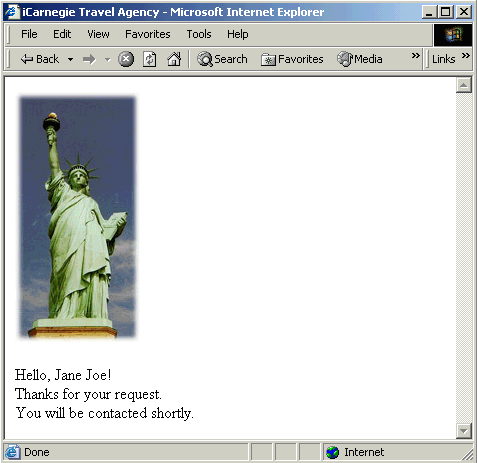 iCarnegie Travel Agency - Microsoft Internet Explorer
File Edit View Favorites Tools Help
Back Search Favorites Media » Links »
Hello, Jane Joe!
Thanks for your request.
You will be contacted shortly.
Done Internet